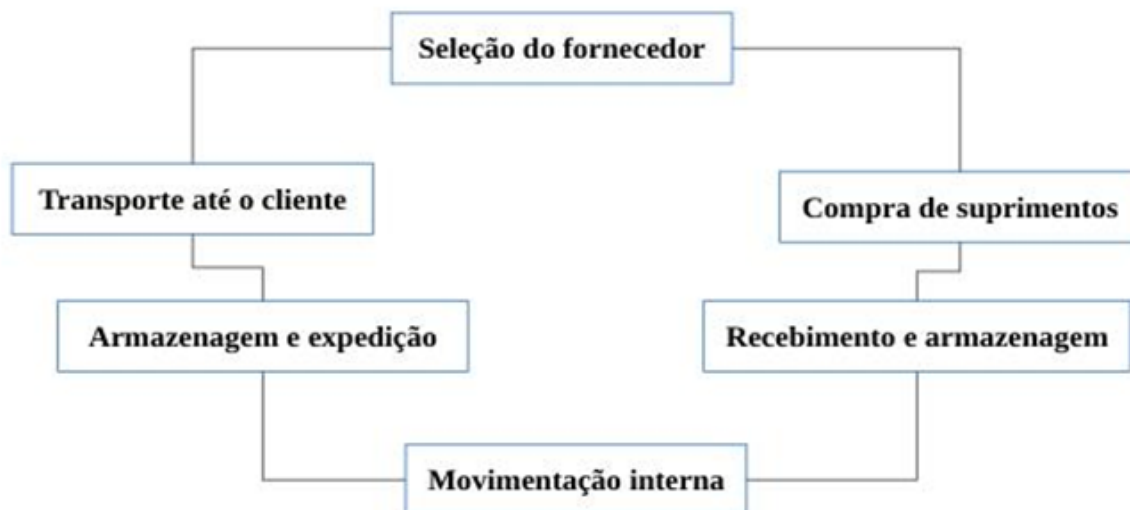 Seleção do fornecedor
Transporte até o cliente
Compra de suprimentos
Armazenagem e expedição
Recebimento e armazenagem
Movimentação interna